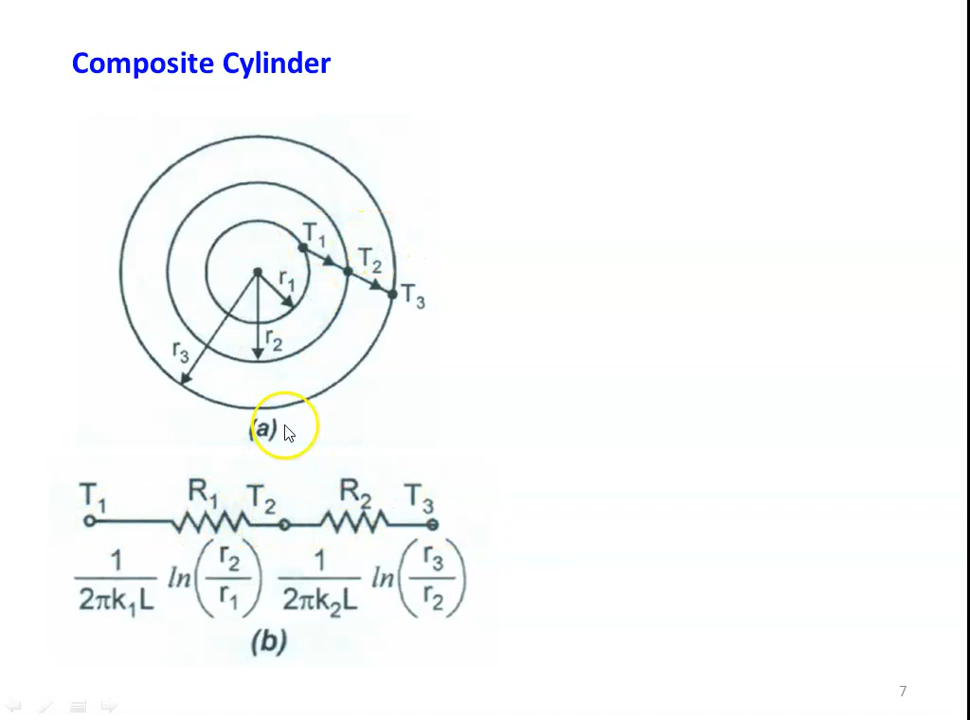 Composite Cylinder
T₁
T₂
r₁
T₃
r₂
r₃
(a)
T₁ R₁ T₂ R₂ T₃
1/(2πk₁L) ln(r₂/r₁) 1/(2πk₂L) ln(r₃/r₂)
(b)
7